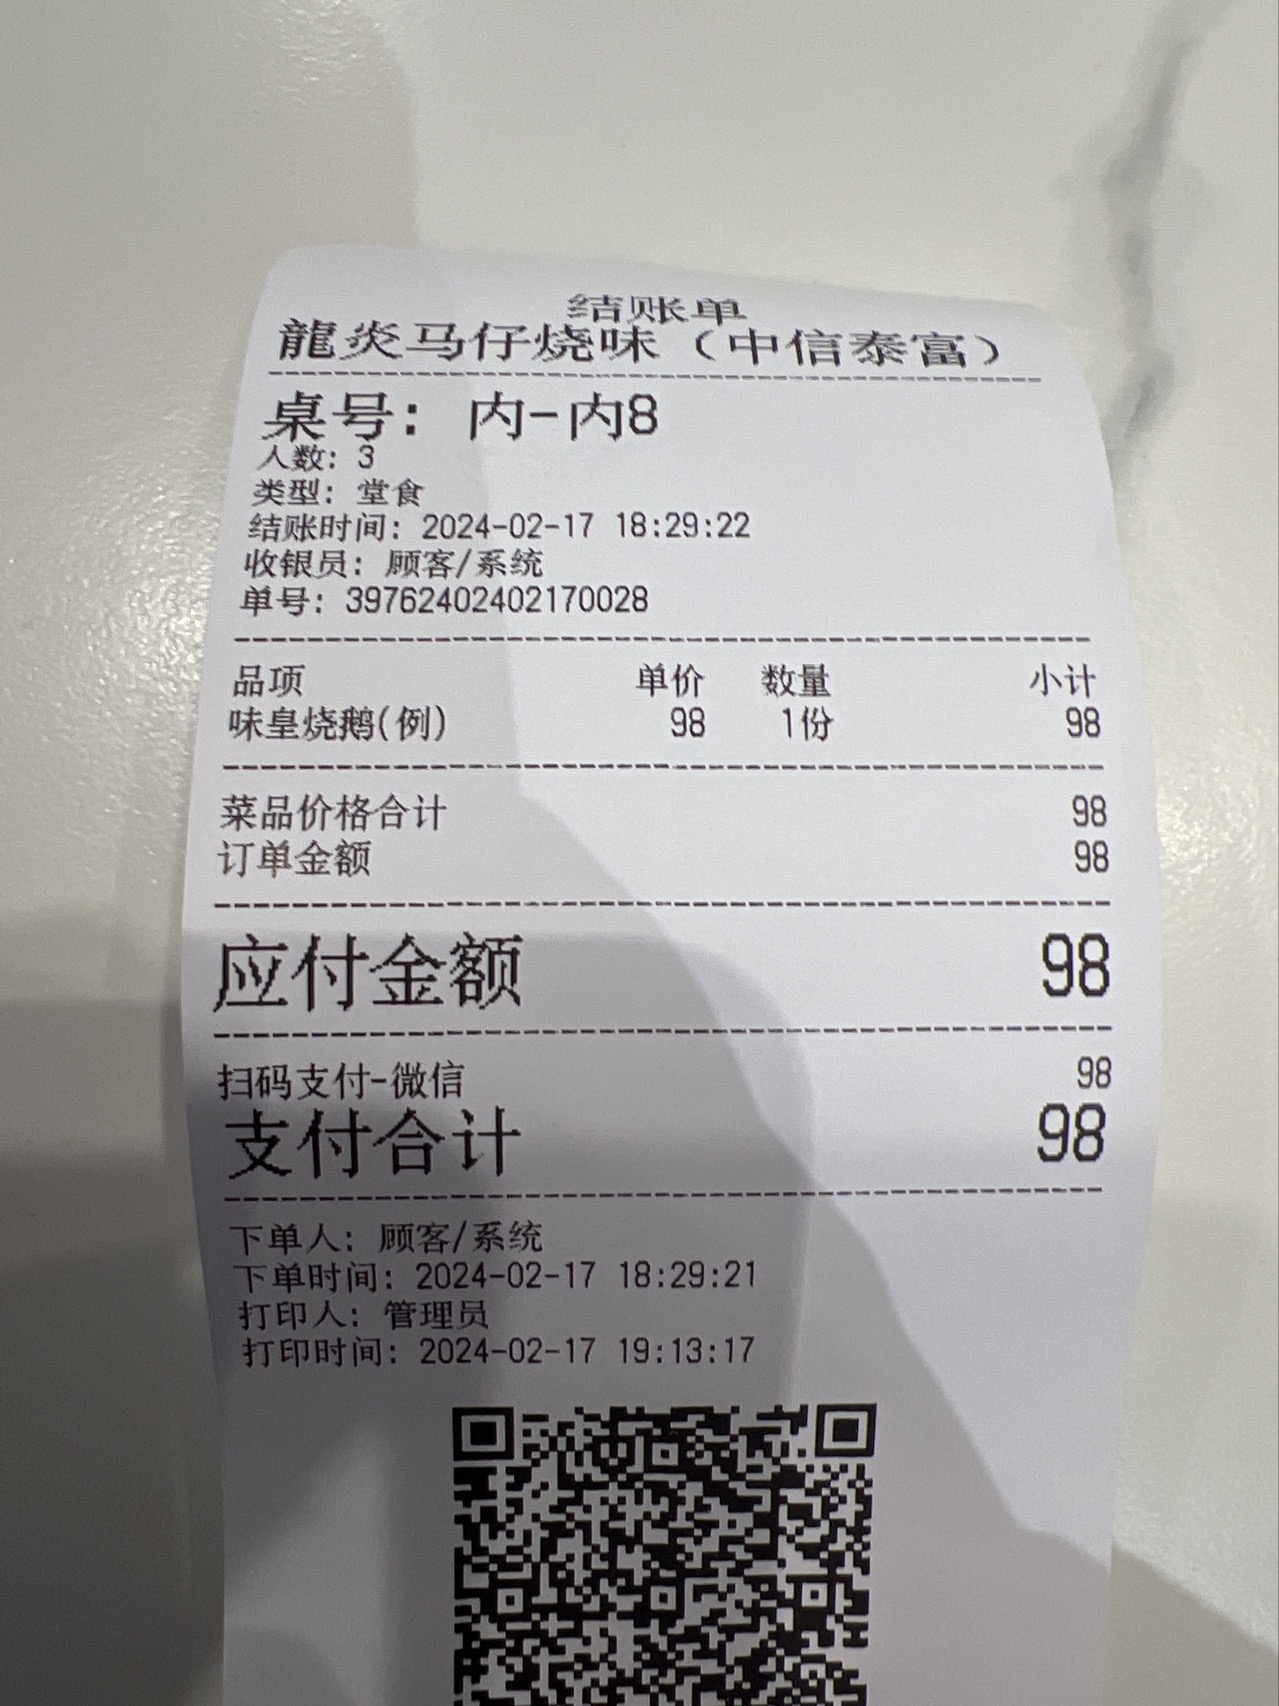 结账单
龍炎马仔烧味（中信泰富）
桌号: 内-内8
人数: 3
类型: 堂食
结账时间: 2024-02-17 18:29:22
收银员: 顾客/系统
单号: 39762402402170028
品项 单价 数量 小计
味皇烧鹅(例) 98 1份 98
菜品价格合计 98
订单金额 98
应付金额 98
扫码支付-微信 98
支付合计 98
下单人: 顾客/系统
下单时间: 2024-02-17 18:29:21
打印人: 管理员
打印时间: 2024-02-17 19:13:17